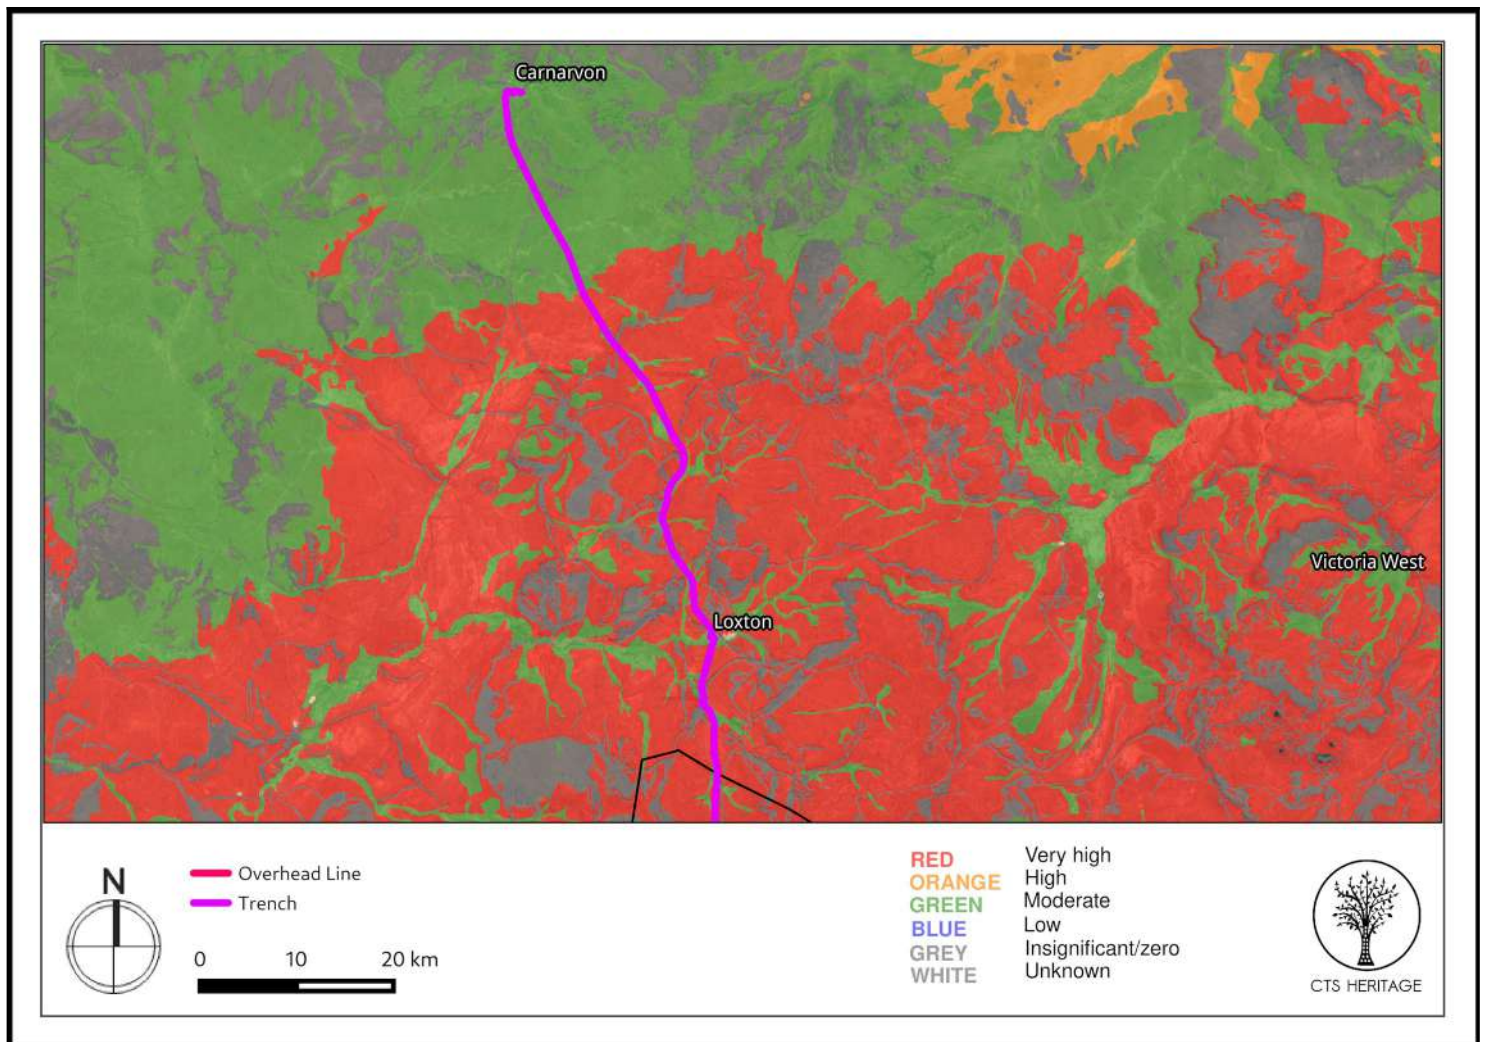 Carnarvon
Victoria West
Loxton
N
Overhead Line
Trench
0 10 20 km
RED Very high
ORANGE High
GREEN Moderate
BLUE Low
GREY Insignificant/zero
WHITE Unknown
CTS HERITAGE